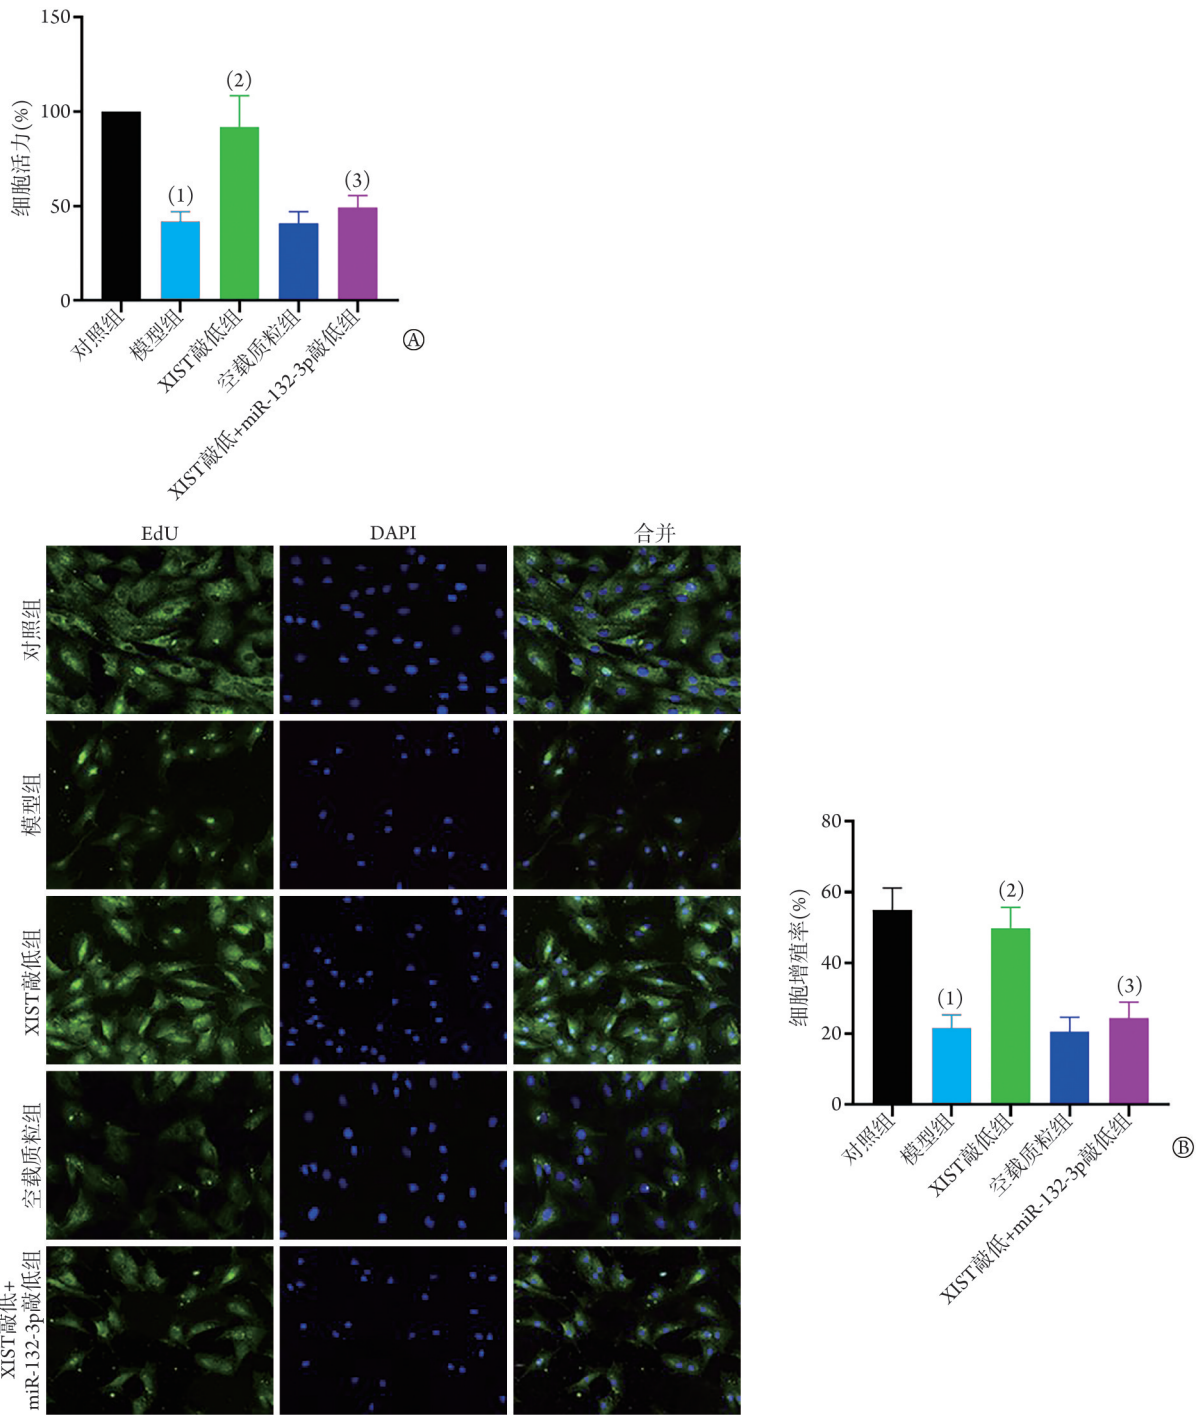 150
100
50
0
细胞活力(%)
(1)
(2)
(3)
对照组
模型组
XIST敲低组
空载质粒组
XIST敲低+miR-132-3p敲低组
Ⓐ
EdU
DAPI
合并
对照组
模型组
XIST敲低组
空载质粒组
XIST敲低+
miR-132-3p敲低组
80
60
40
20
0
细胞增殖率(%)
(1)
(2)
(3)
对照组
模型组
XIST敲低组
空载质粒组
XIST敲低+miR-132-3p敲低组
Ⓑ